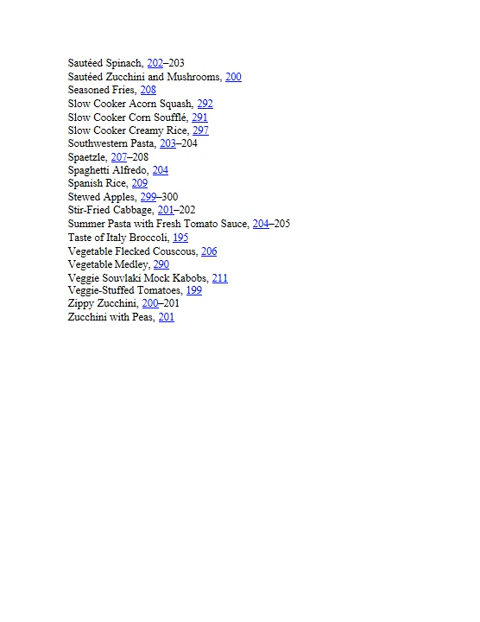 Sautéed Spinach, 202–203
Sautéed Zucchini and Mushrooms, 200
Seasoned Fries, 208
Slow Cooker Acorn Squash, 292
Slow Cooker Corn Soufflé, 291
Slow Cooker Creamy Rice, 297
Southwestern Pasta, 203–204
Spaetzle, 207–208
Spaghetti Alfredo, 204
Spanish Rice, 209
Stewed Apples, 299–300
Stir-Fried Cabbage, 201–202
Summer Pasta with Fresh Tomato Sauce, 204–205
Taste of Italy Broccoli, 195
Vegetable Flecked Couscous, 206
Vegetable Medley, 290
Veggie Souvlaki Mock Kabobs, 211
Veggie-Stuffed Tomatoes, 199
Zippy Zucchini, 200–201
Zucchini with Peas, 201